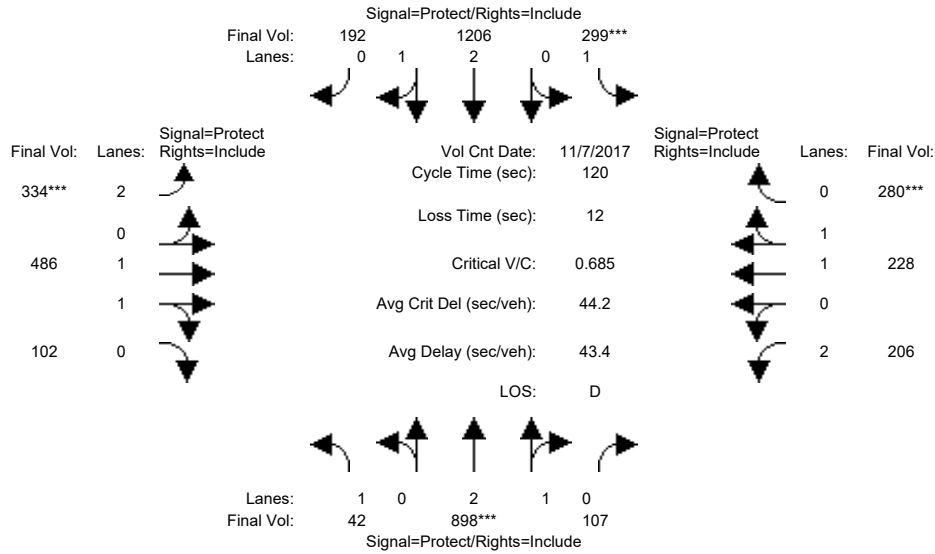 Signal=Protect/Rights=Include
Final Vol: 192 1206 299***
Lanes: 0 1 2 0 1
Signal=Protect Signal=Protect
Final Vol: Lanes: Rights=Include Vol Cnt Date: 11/7/2017 Rights=Include Lanes: Final Vol:
Cycle Time (sec): 120
334*** 2 0 280***
Loss Time (sec): 12
0 1
486 1 Critical V/C: 0.685 1 228
1 Avg Crit Del (sec/veh): 44.2 0
102 0 Avg Delay (sec/veh): 43.4 2 206
LOS: D
Lanes: 1 0 2 1 0
Final Vol: 42 898*** 107
Signal=Protect/Rights=Include